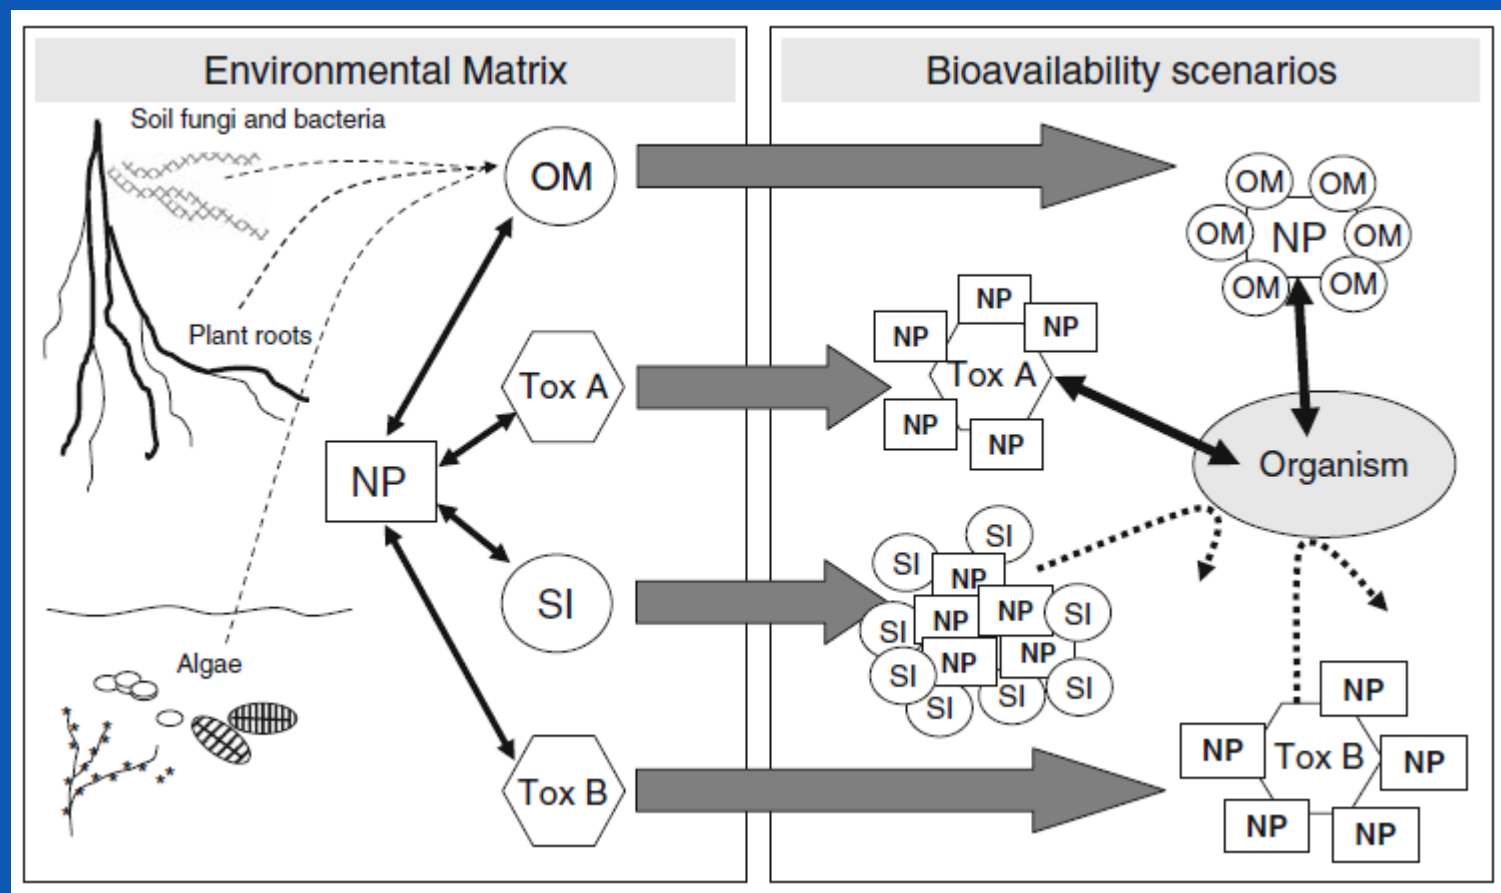 Environmental Matrix
Soil fungi and bacteria
OM
Plant roots
Tox A
NP
SI
Algae
Tox B
Bioavailability scenarios
OM
OM
OM
NP
OM
OM
OM
NP
NP
NP
Tox A
NP
NP
Organism
SI
SI
NP
NP
SI
NP
SI
NP
NP
SI
SI
SI
SI
NP
NP
Tox B
NP
NP
NP